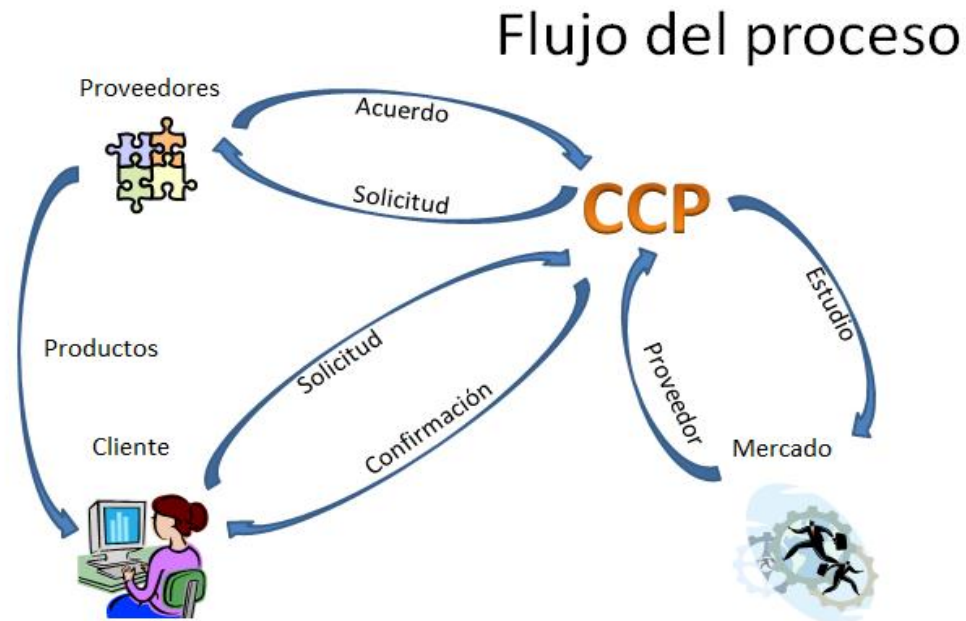 Flujo del proceso
Proveedores
Acuerdo
Solicitud
CCP
Estudio
Solicitud
Productos
Proveedor
Confirmación
Cliente
Mercado